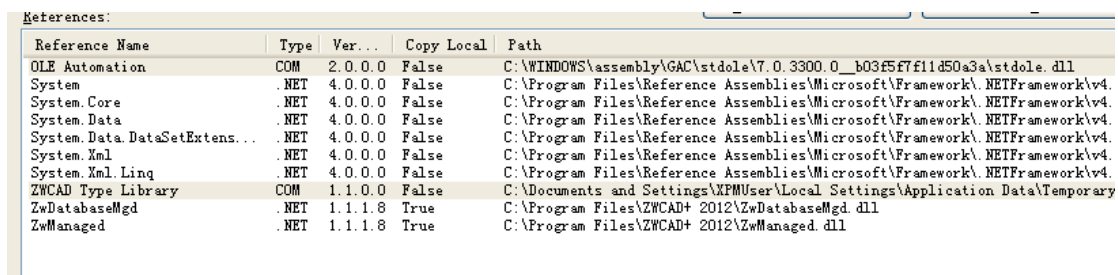 References:
Reference Name Type Ver... Copy Local Path
OLE Automation COM 2.0.0.0 False C:\WINDOWS\assembly\GAC\stdole\7.0.3300.0__b03f5f7f11d50a3a\stdole.dll
System .NET 4.0.0.0 False C:\Program Files\Reference Assemblies\Microsoft\Framework\.NETFramework\v4.
System.Core .NET 4.0.0.0 False C:\Program Files\Reference Assemblies\Microsoft\Framework\.NETFramework\v4.
System.Data .NET 4.0.0.0 False C:\Program Files\Reference Assemblies\Microsoft\Framework\.NETFramework\v4.
System.Data.DataSetExtens... .NET 4.0.0.0 False C:\Program Files\Reference Assemblies\Microsoft\Framework\.NETFramework\v4.
System.Xml .NET 4.0.0.0 False C:\Program Files\Reference Assemblies\Microsoft\Framework\.NETFramework\v4.
System.Xml.Linq .NET 4.0.0.0 False C:\Program Files\Reference Assemblies\Microsoft\Framework\.NETFramework\v4.
ZWCAD Type Library COM 1.1.0.0 False C:\Documents and Settings\XPMUser\Local Settings\Application Data\Temporary
ZwDatabaseMgd .NET 1.1.1.8 True C:\Program Files\ZWCAD+ 2012\ZwDatabaseMgd.dll
ZwManaged .NET 1.1.1.8 True C:\Program Files\ZWCAD+ 2012\ZwManaged.dll